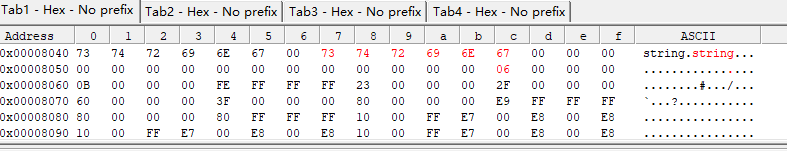 Tab1 - Hex - No prefix Tab2 - Hex - No prefix Tab3 - Hex - No prefix Tab4 - Hex - No prefix
Address 0 1 2 3 4 5 6 7 8 9 a b c d e f ASCII
0x00008040 73 74 72 69 6E 67 00 73 74 72 69 6E 67 00 00 00 string.string...
0x00008050 00 00 00 00 00 00 00 00 00 00 00 00 06 00 00 00 ................
0x00008060 0B 00 00 00 FE FF FF FF 23 00 00 00 2F 00 00 00 ........#.../...
0x00008070 60 00 00 00 3F 00 00 00 80 00 00 00 E9 FF FF FF `...?...........
0x00008080 80 00 00 00 80 FF FF FF 10 00 FF E7 00 E8 00 E8 ................
0x00008090 10 00 FF E7 00 E8 00 E8 10 00 FF E7 00 E8 00 E8 ................